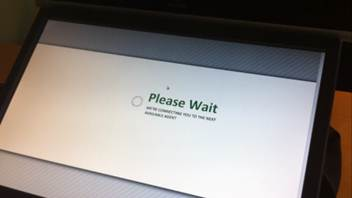 Please Wait
WE'RE CONNECTING YOU TO THE NEXT
AVAILABLE AGENT